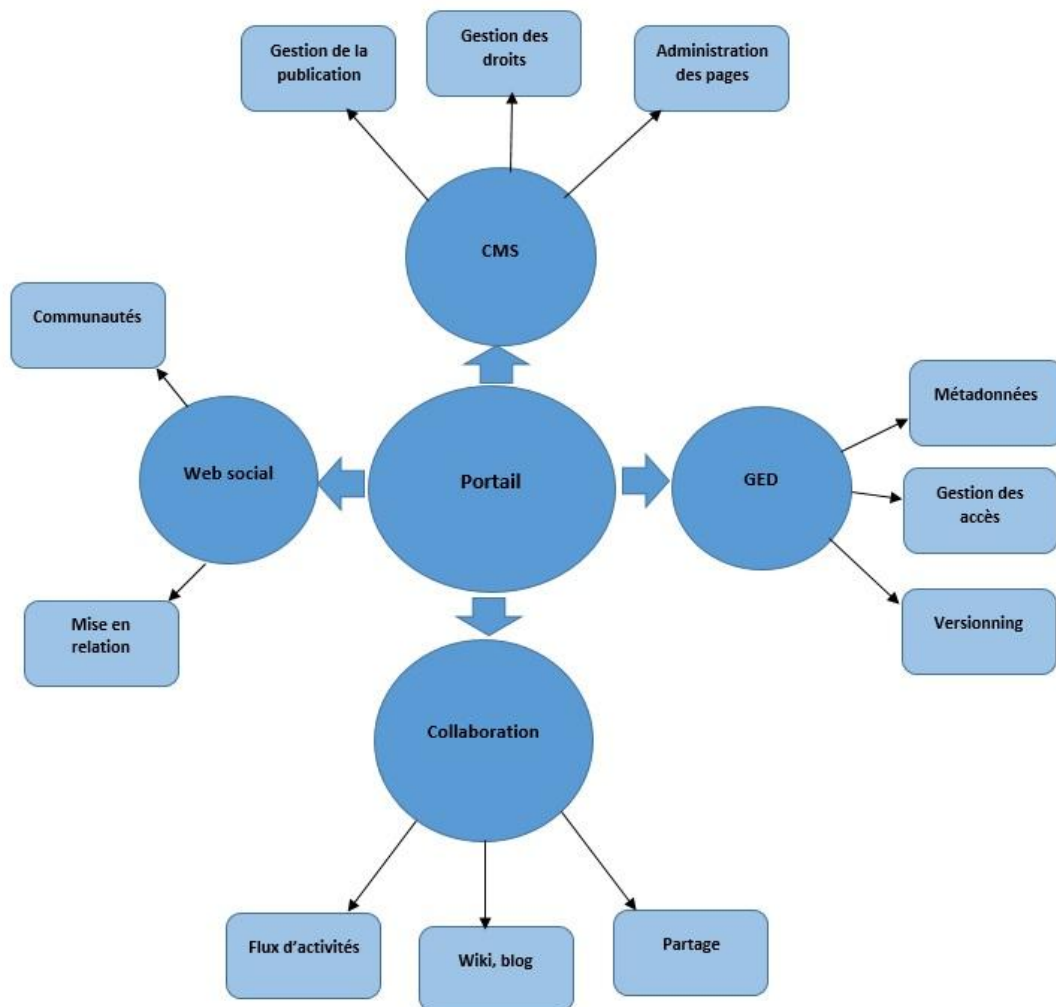 Gestion de la
publication
Gestion des
droits
Administration
des pages
CMS
Communautés
Web social
Mise en
relation
Portail
GED
Métadonnées
Gestion des
accès
Versionning
Collaboration
Flux d’activités
Wiki, blog
Partage